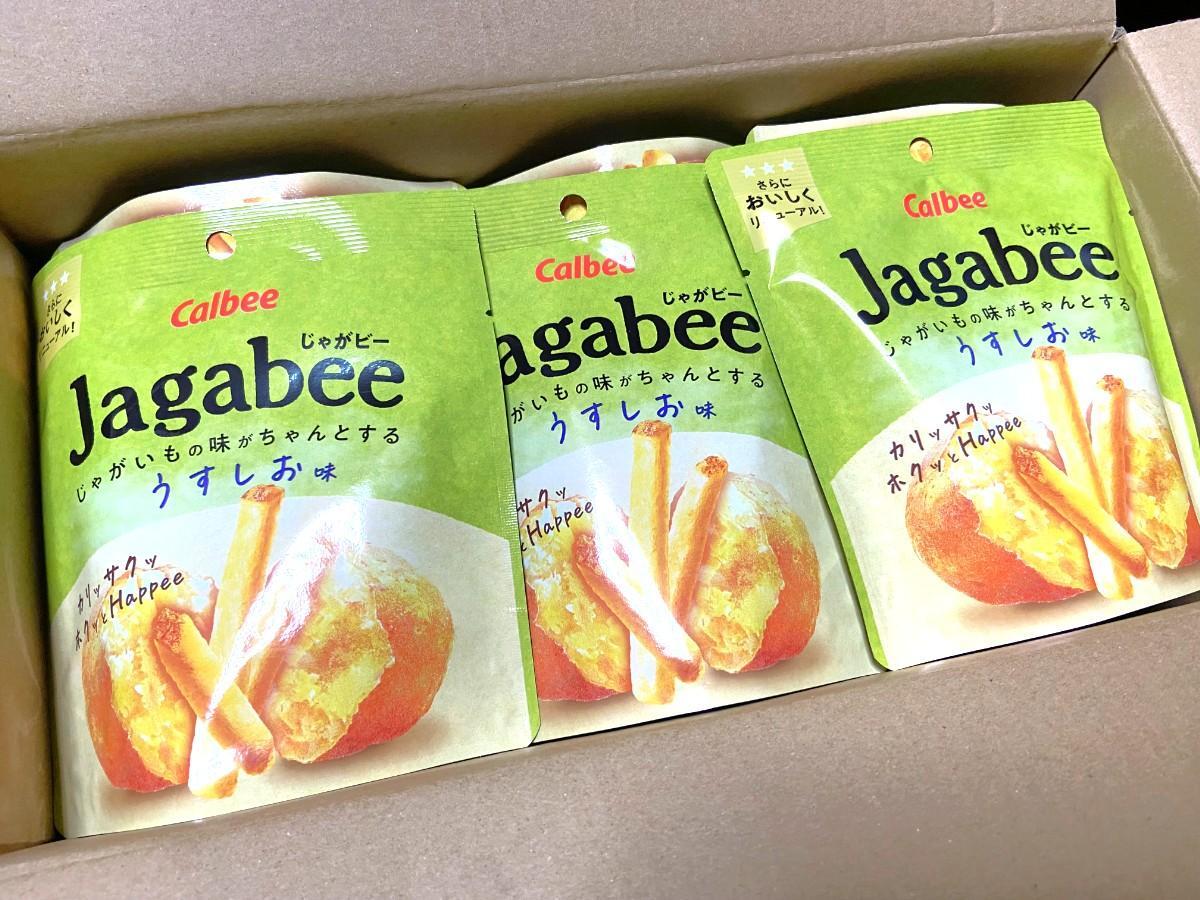 さらに
おいしく
リニューアル!
Calbee
じゃがビー
Jagabee
じゃがいもの味がちゃんとする
うすしお味
カリッサクッ
ホクッとHappee
Calbee
じゃがビー
agabee
がいもの味がちゃんとする
うすしお味
サクッ
とHappee
さらに
おいしく
リニューアル!
Calbee
じゃがビー
Jagabee
じゃがいもの味がちゃんとする
うすしお味
カリッサクッ
ホクッとHappee